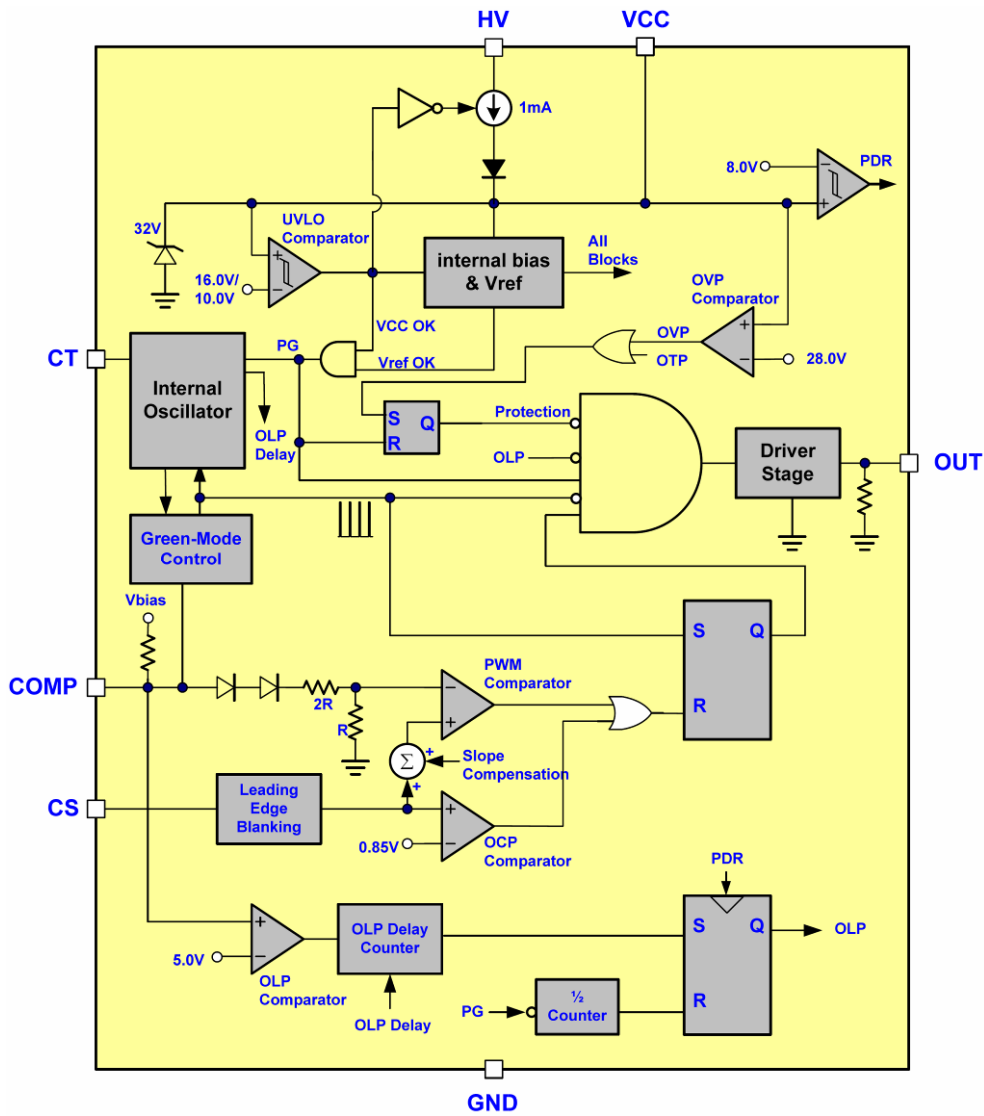 HV
VCC
1mA
8.0V
PDR
32V
UVLO
Comparator
16.0V/
10.0V
internal bias
& Vref
All
Blocks
OVP
Comparator
VCC OK
OVP
OTP
28.0V
CT
PG
Vref OK
Internal
Oscillator
OLP
Delay
S
Q
R
Protection
OLP
Driver
Stage
OUT
Green-Mode
Control
Vbias
COMP
2R
R
PWM
Comparator
S
Q
R
Σ
+
+
Slope
Compensation
CS
Leading
Edge
Blanking
0.85V
OCP
Comparator
PDR
OLP Delay
Counter
5.0V
OLP
Comparator
OLP Delay
S
Q
R
OLP
PG
½
Counter
GND